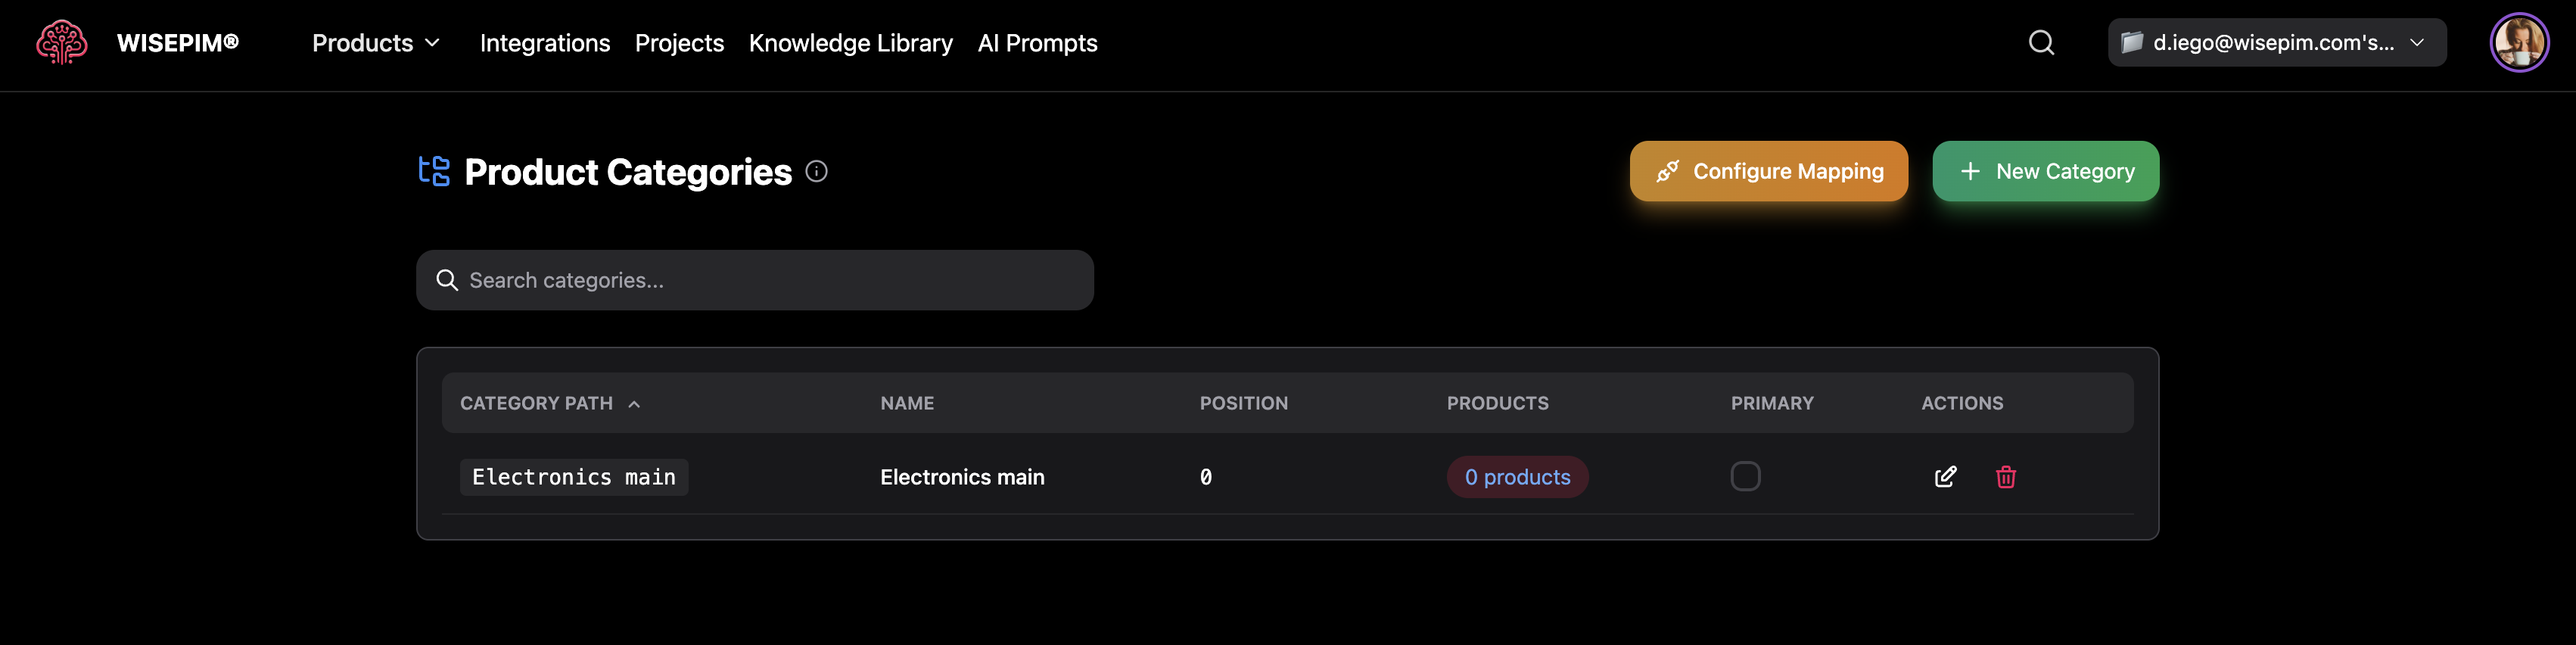 WISEPIM®
Products
Integrations
Projects
Knowledge Library
AI Prompts
d.iego@wisepim.com's...
Product Categories
Configure Mapping
New Category
Search categories...
CATEGORY PATH
NAME
POSITION
PRODUCTS
PRIMARY
ACTIONS
Electronics main
Electronics main
0
0 products